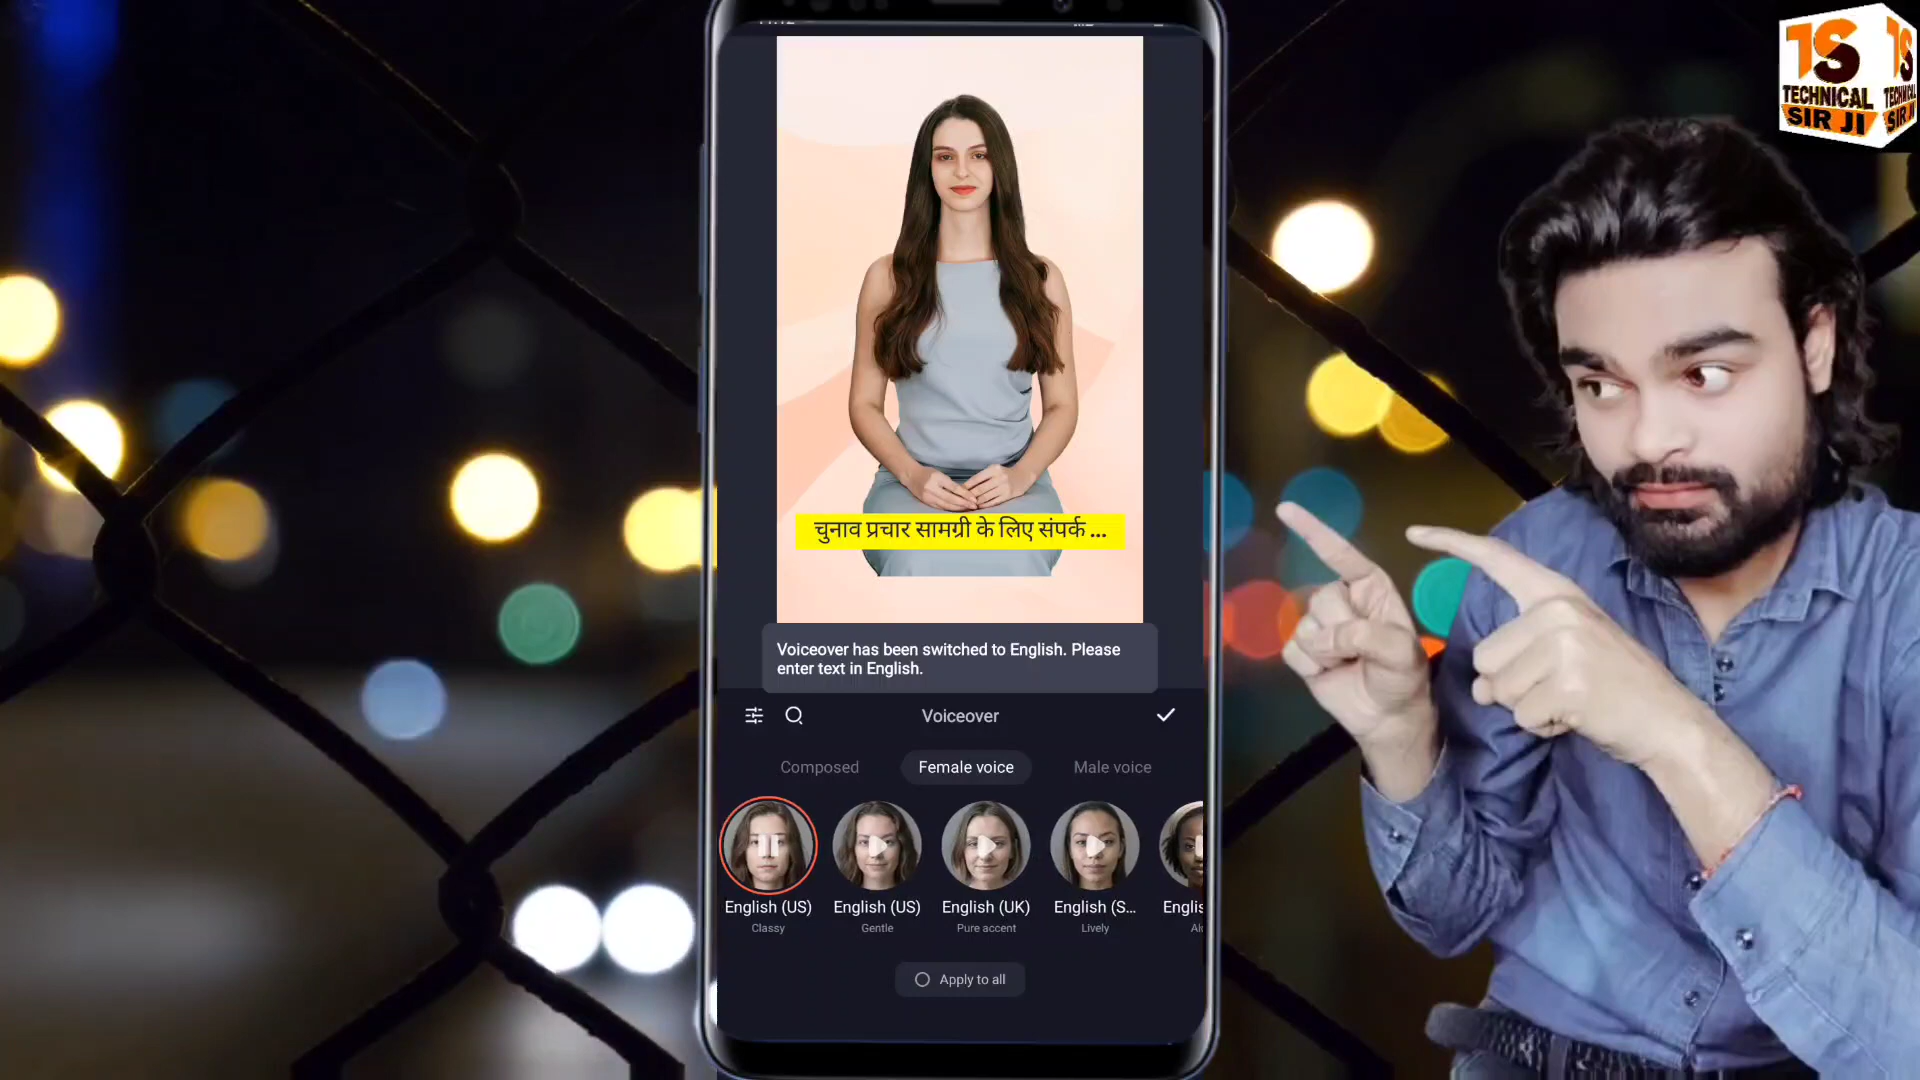 TECHNICAL
SIR JI
चुनाव प्रचार सामग्री के लिए संपर्क ...
Voiceover has been switched to English. Please
enter text in English.
Voiceover
Composed
Female voice
Male voice
English (US)
English (US)
English (UK)
English (S...
Englis
Classy
Gentle
Pure accent
Lively
Apply to all